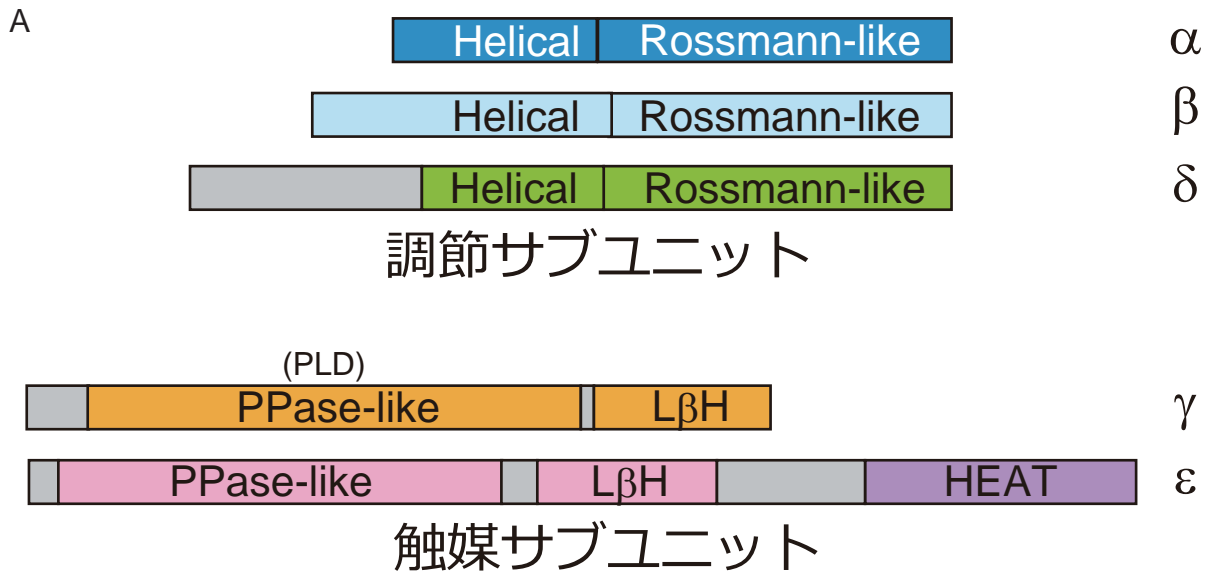 A
Helical Rossmann-like α
Helical Rossmann-like β
Helical Rossmann-like δ
調節サブユニット
(PLD)
PPase-like LβH γ
PPase-like LβH HEAT ε
触媒サブユニット